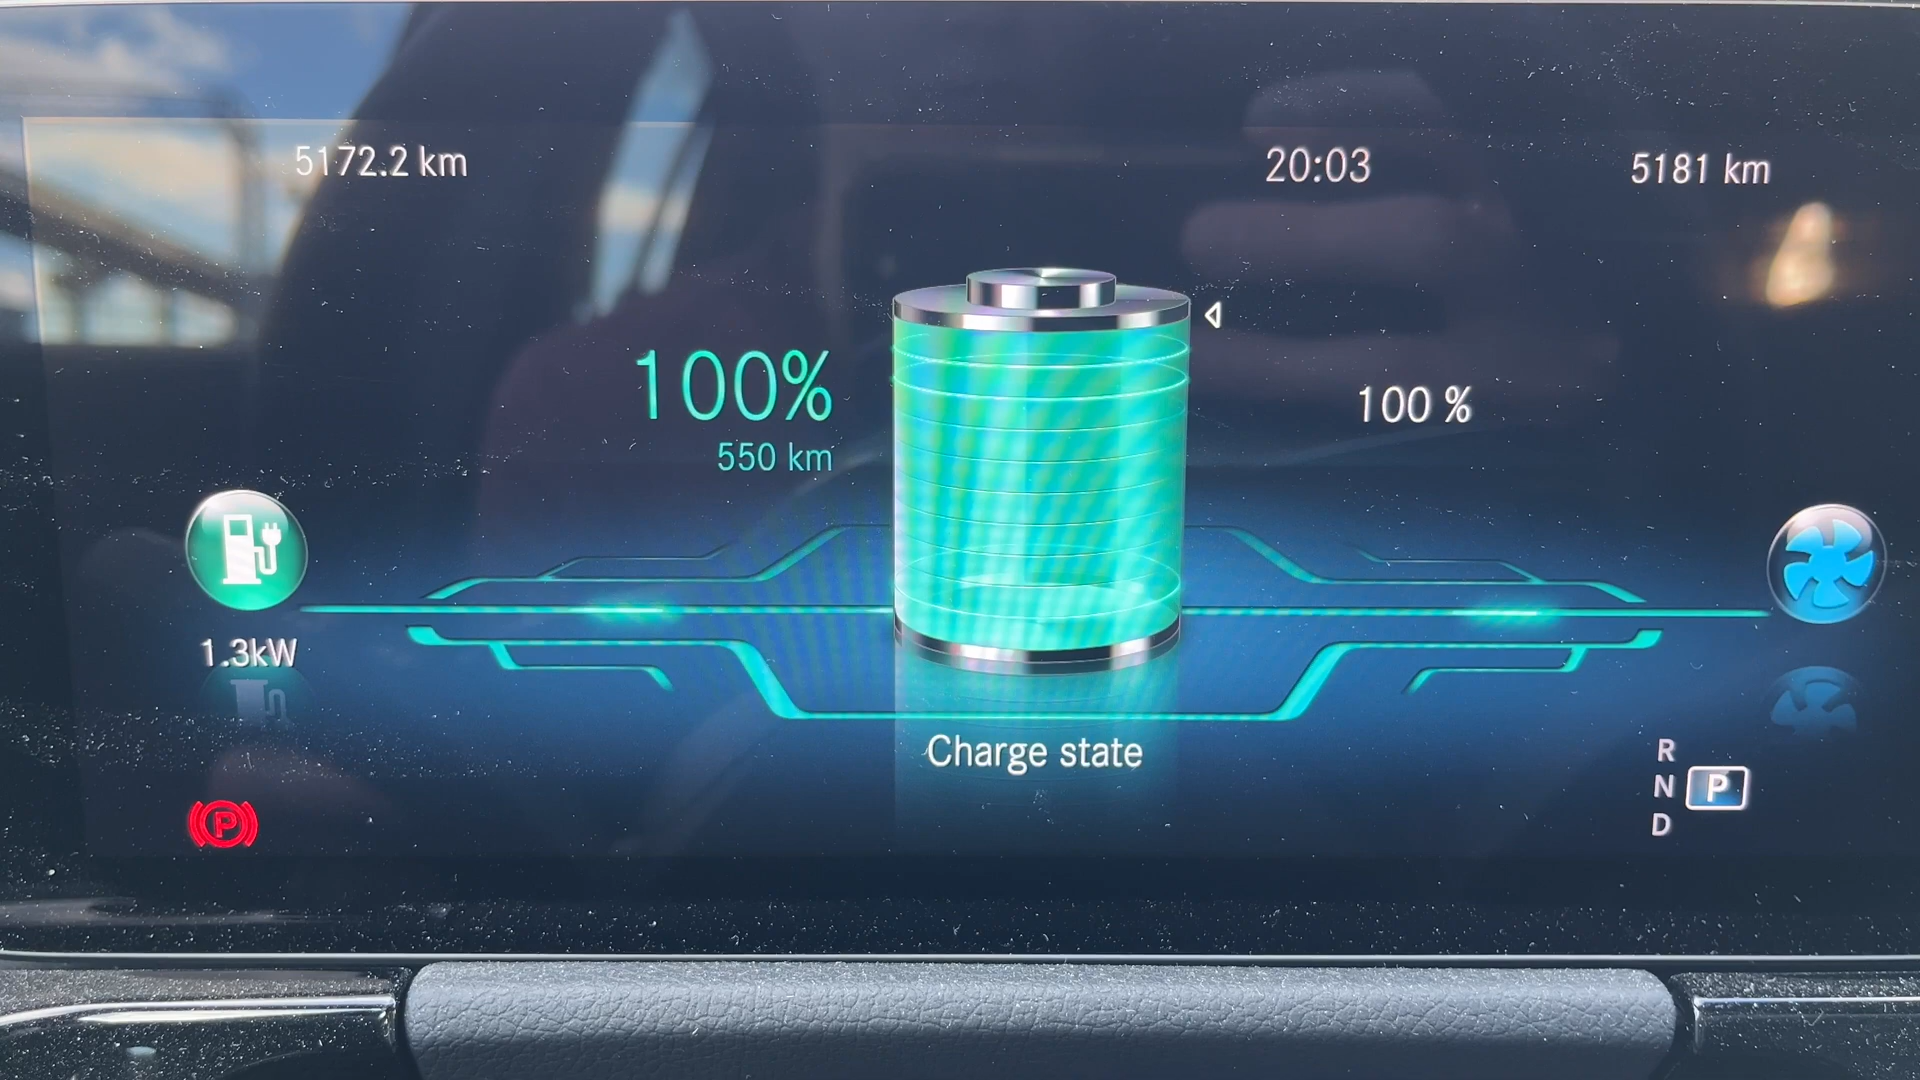 5172.2 km
20:03
5181 km
100%
550 km
100 %
1.3kW
Charge state
P
R
N P
D